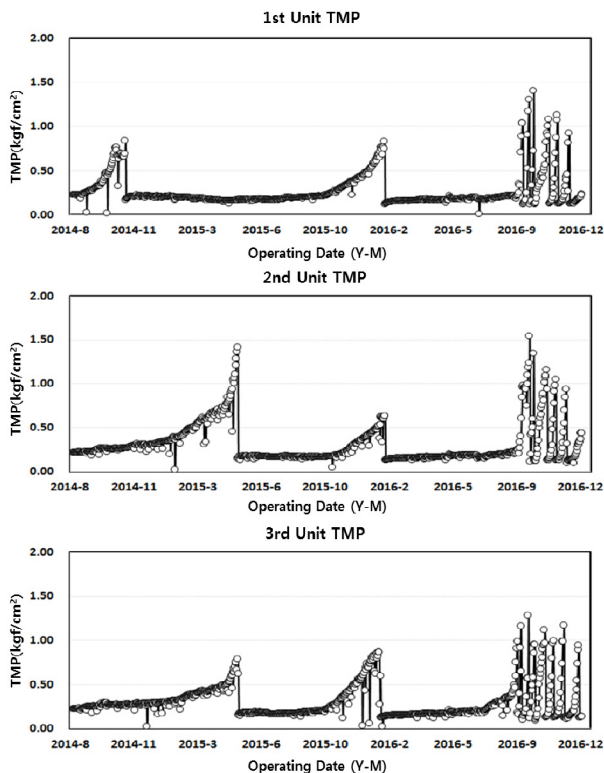 1st Unit TMP
2.00
1.50
1.00
0.50
0.00
TMP(kgf/cm²)
2014-8 2014-11 2015-3 2015-6 2015-10 2016-2 2016-5 2016-9 2016-12
Operating Date (Y-M)
2nd Unit TMP
2.00
1.50
1.00
0.50
0.00
TMP(kgf/cm²)
2014-8 2014-11 2015-3 2015-6 2015-10 2016-2 2016-5 2016-9 2016-12
Operating Date (Y-M)
3rd Unit TMP
2.00
1.50
1.00
0.50
0.00
TMP(kgf/cm²)
2014-8 2014-11 2015-3 2015-6 2015-10 2016-2 2016-5 2016-9 2016-12
Operating Date (Y-M)